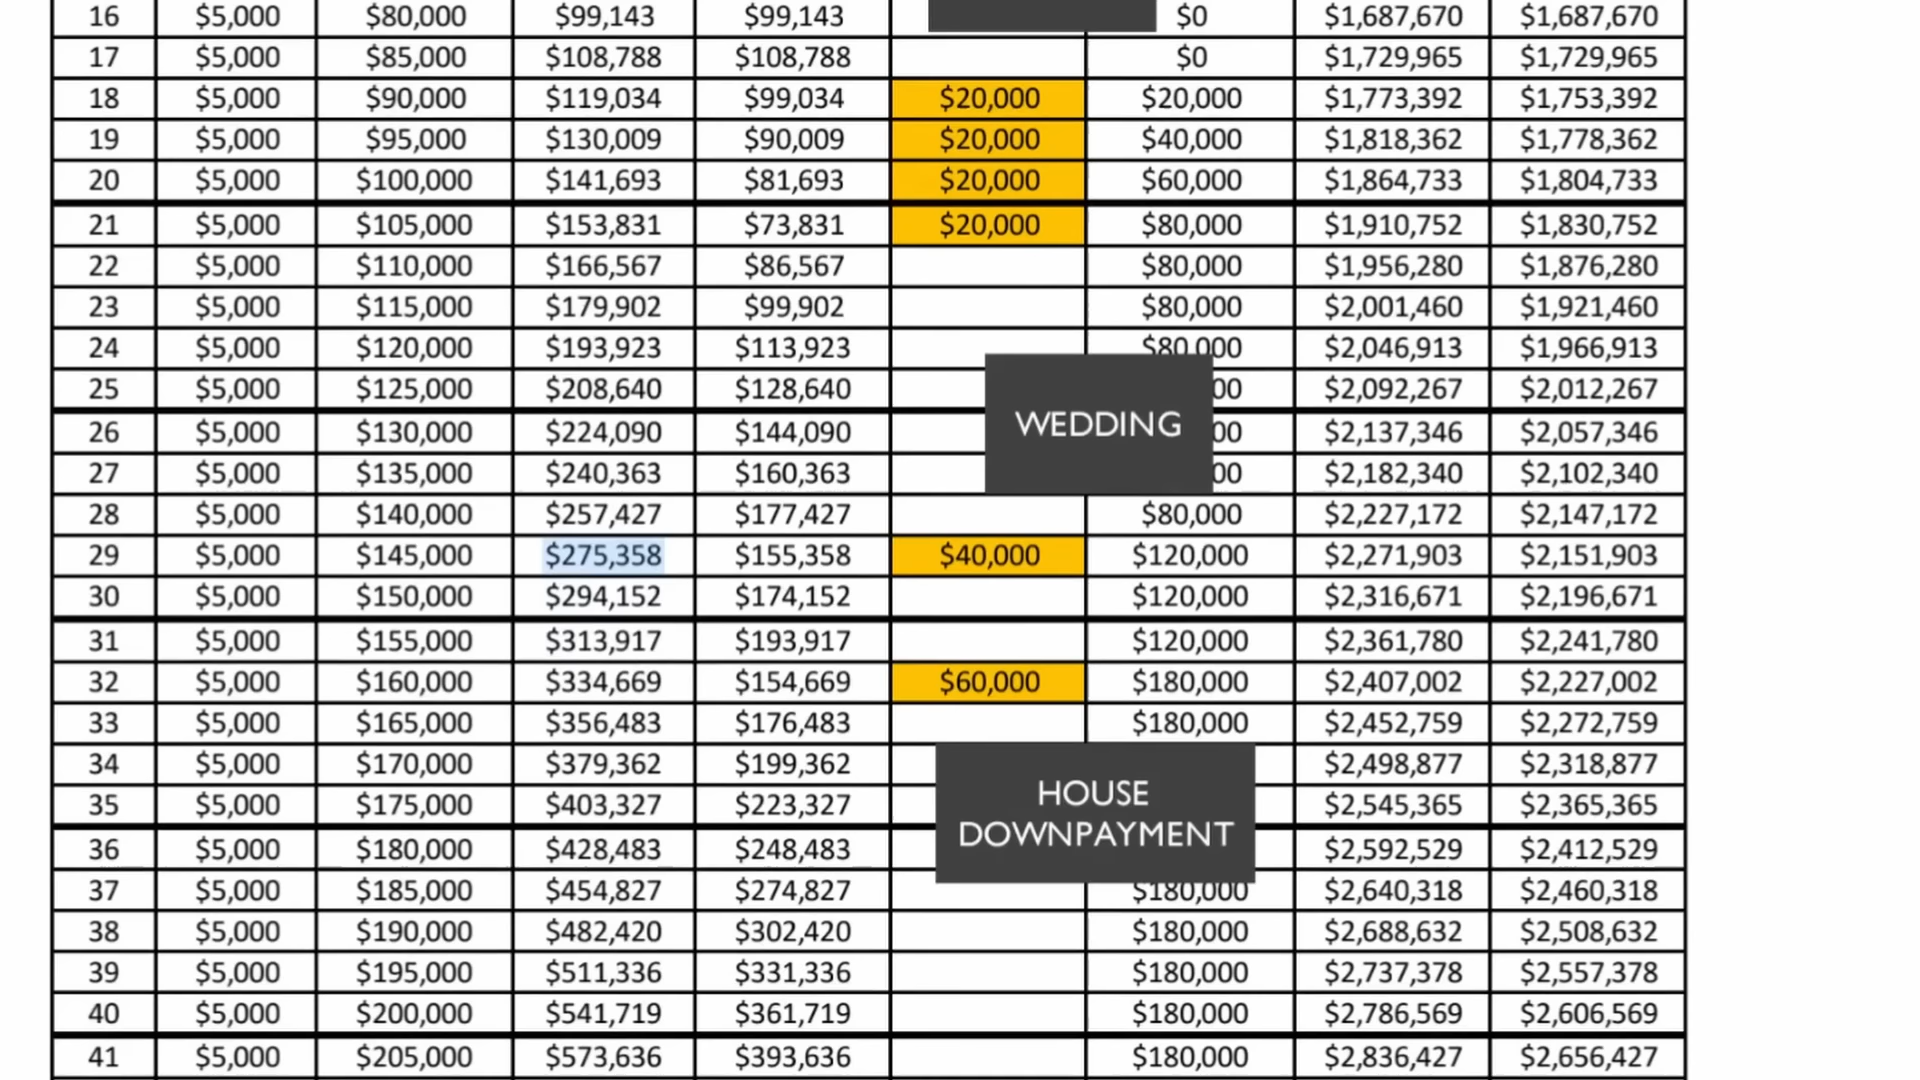 16 $5,000 $80,000 $99,143 $99,143 $0 $1,687,670 $1,687,670
17 $5,000 $85,000 $108,788 $108,788 $0 $1,729,965 $1,729,965
18 $5,000 $90,000 $119,034 $99,034 $20,000 $20,000 $1,773,392 $1,753,392
19 $5,000 $95,000 $130,009 $90,009 $20,000 $40,000 $1,818,362 $1,778,362
20 $5,000 $100,000 $141,693 $81,693 $20,000 $60,000 $1,864,733 $1,804,733
21 $5,000 $105,000 $153,831 $73,831 $20,000 $80,000 $1,910,752 $1,830,752
22 $5,000 $110,000 $166,567 $86,567 $80,000 $1,956,280 $1,876,280
23 $5,000 $115,000 $179,902 $99,902 $80,000 $2,001,460 $1,921,460
24 $5,000 $120,000 $193,923 $113,923 $80,000 $2,046,913 $1,966,913
25 $5,000 $125,000 $208,640 $128,640 00 $2,092,267 $2,012,267
WEDDING
26 $5,000 $130,000 $224,090 $144,090 00 $2,137,346 $2,057,346
27 $5,000 $135,000 $240,363 $160,363 00 $2,182,340 $2,102,340
28 $5,000 $140,000 $257,427 $177,427 $80,000 $2,227,172 $2,147,172
29 $5,000 $145,000 $275,358 $155,358 $40,000 $120,000 $2,271,903 $2,151,903
30 $5,000 $150,000 $294,152 $174,152 $120,000 $2,316,671 $2,196,671
31 $5,000 $155,000 $313,917 $193,917 $120,000 $2,361,780 $2,241,780
32 $5,000 $160,000 $334,669 $154,669 $60,000 $180,000 $2,407,002 $2,227,002
33 $5,000 $165,000 $356,483 $176,483 $180,000 $2,452,759 $2,272,759
34 $5,000 $170,000 $379,362 $199,362 $2,498,877 $2,318,877
HOUSE
35 $5,000 $175,000 $403,327 $223,327 $2,545,365 $2,365,365
DOWNPAYMENT
36 $5,000 $180,000 $428,483 $248,483 $2,592,529 $2,412,529
37 $5,000 $185,000 $454,827 $274,827 $180,000 $2,640,318 $2,460,318
38 $5,000 $190,000 $482,420 $302,420 $180,000 $2,688,632 $2,508,632
39 $5,000 $195,000 $511,336 $331,336 $180,000 $2,737,378 $2,557,378
40 $5,000 $200,000 $541,719 $361,719 $180,000 $2,786,569 $2,606,569
41 $5,000 $205,000 $573,636 $393,636 $180,000 $2,836,427 $2,656,427